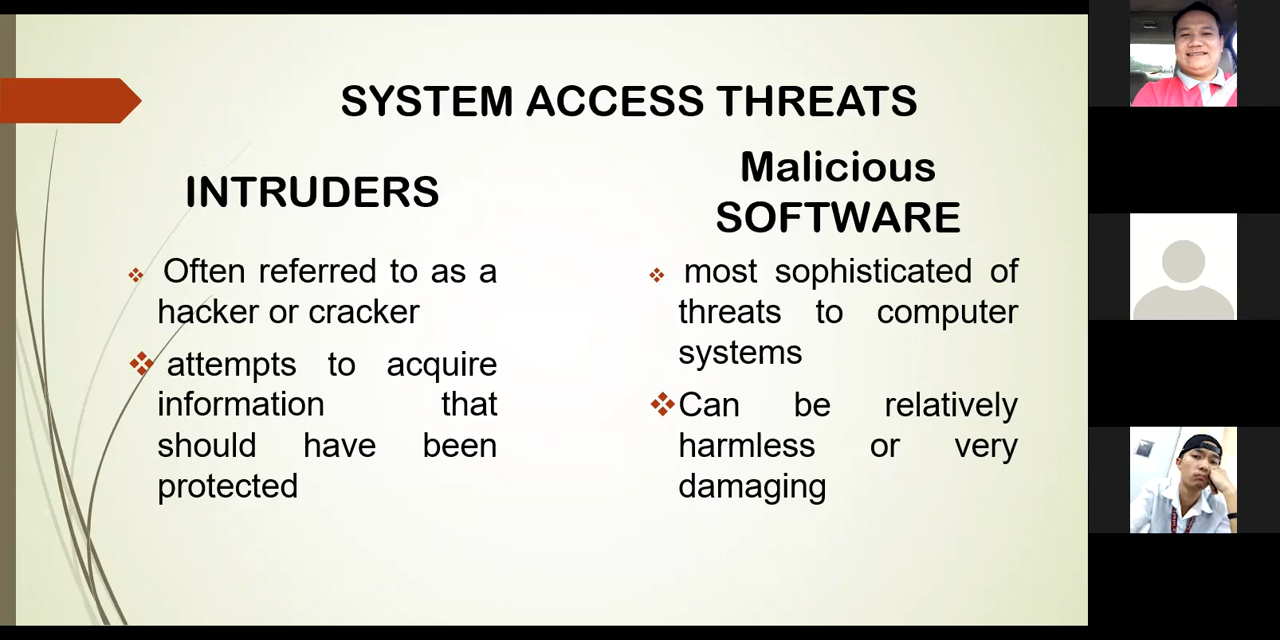 SYSTEM ACCESS THREATS
INTRUDERS
Often referred to as a
hacker or cracker
attempts to acquire
information that
should have been
protected
Malicious
SOFTWARE
most sophisticated of
threats to computer
systems
Can be relatively
harmless or very
damaging